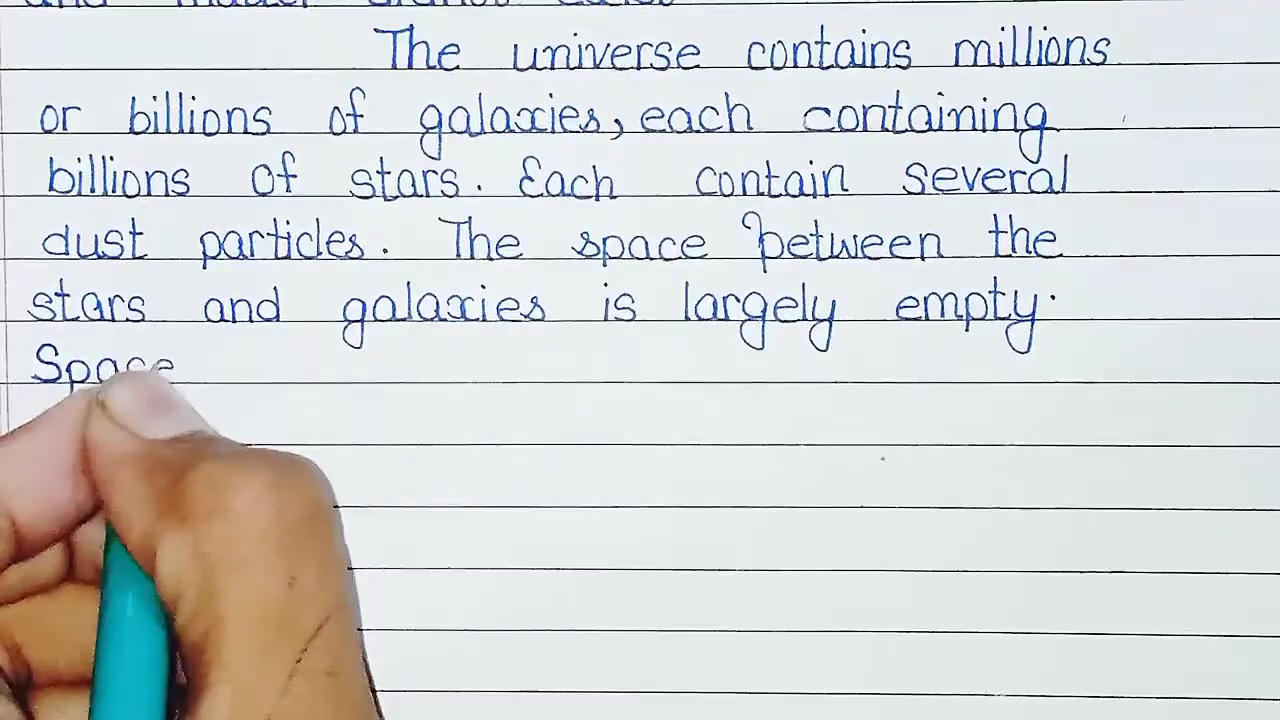 The universe contains millions
or billions of galaxies, each containing
billions of stars. Each contain several
dust particles. The space between the
stars and galaxies is largely empty.
Space